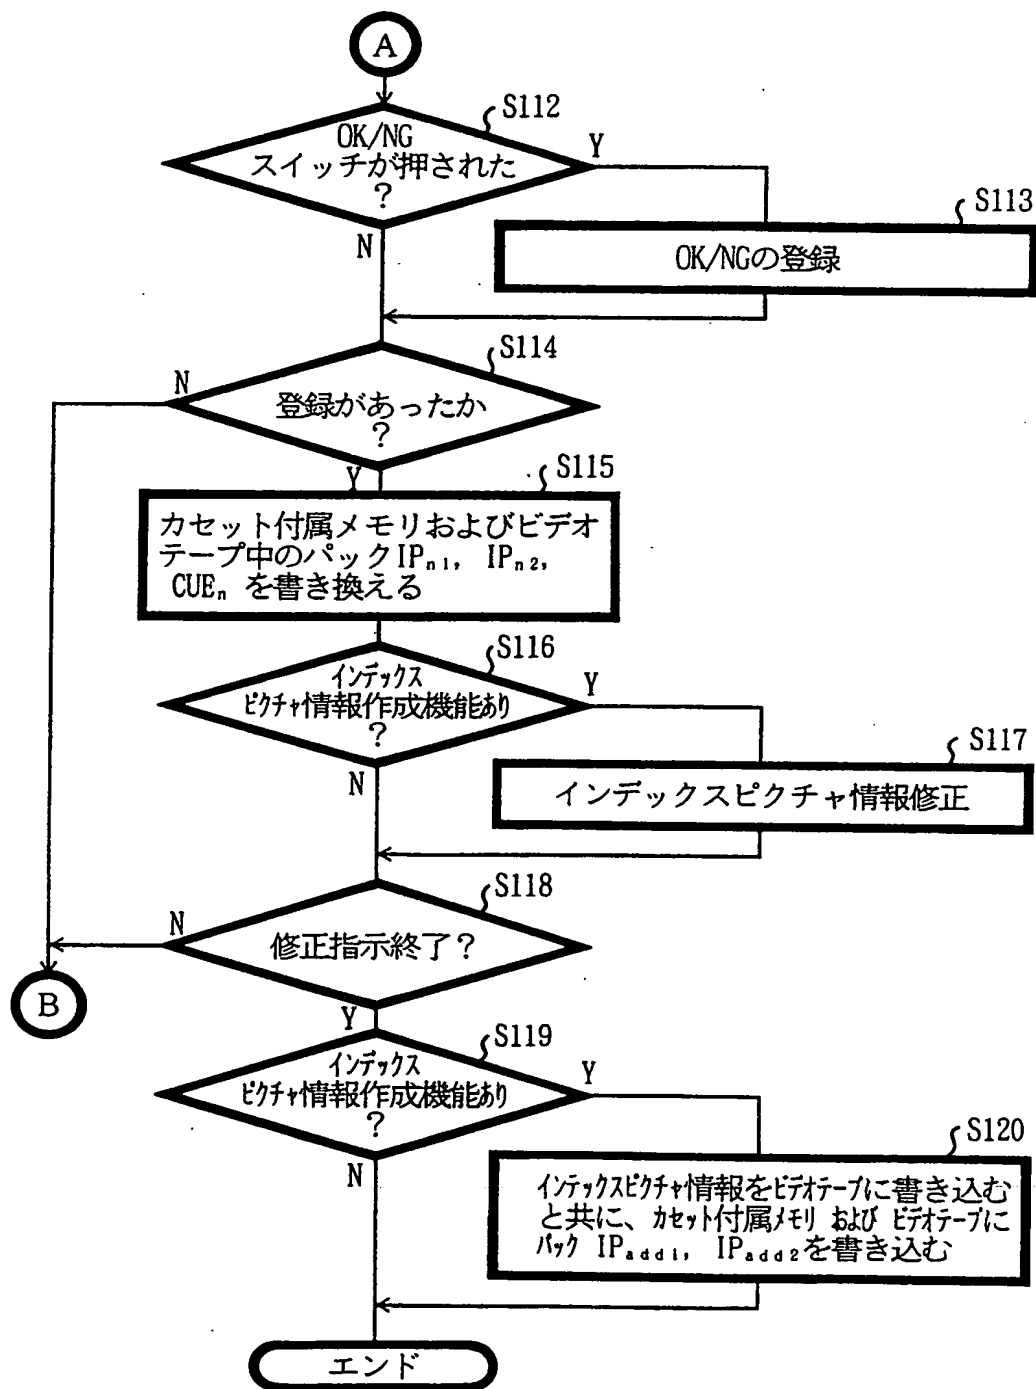 A
S112
OK/NG
スイッチが押された
?
Y
N
S113
OK/NGの登録
S114
N
登録があったか
?
Y
S115
カセット付属メモリおよびビデオ
テープ中のパックIPn1, IPn2,
CUEn を書き換える
S116
インデックス
ピクチャ情報作成機能あり
?
Y
N
S117
インデックスピクチャ情報修正
S118
N
修正指示終了?
B
Y
S119
インデックス
ピクチャ情報作成機能あり
?
Y
N
S120
インデックスピクチャ情報をビデオテープに書き込む
と共に、カセット付属メモリ および ビデオテープに
パック IPadd1, IPadd2を書き込む
エンド